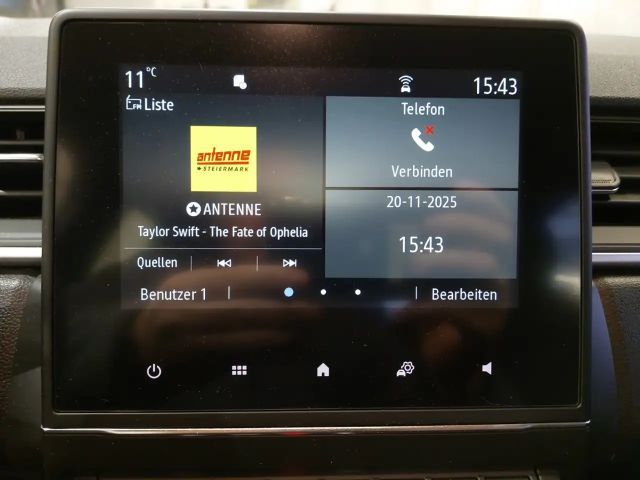 11°C
15:43
FM Liste
antenne
STEIERMARK
ANTENNE
Taylor Swift - The Fate of Ophelia
Quellen
Telefon
Verbinden
20-11-2025
15:43
Benutzer 1
Bearbeiten